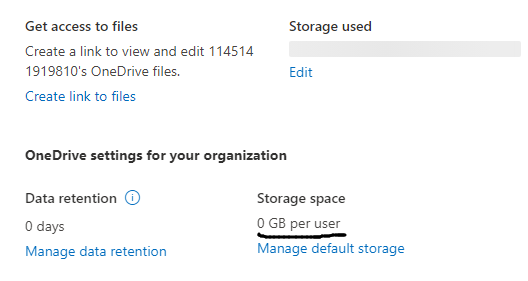 Get access to files
Create a link to view and edit 114514
1919810's OneDrive files.
Create link to files
Storage used
Edit
OneDrive settings for your organization
Data retention
0 days
Manage data retention
Storage space
0 GB per user
Manage default storage